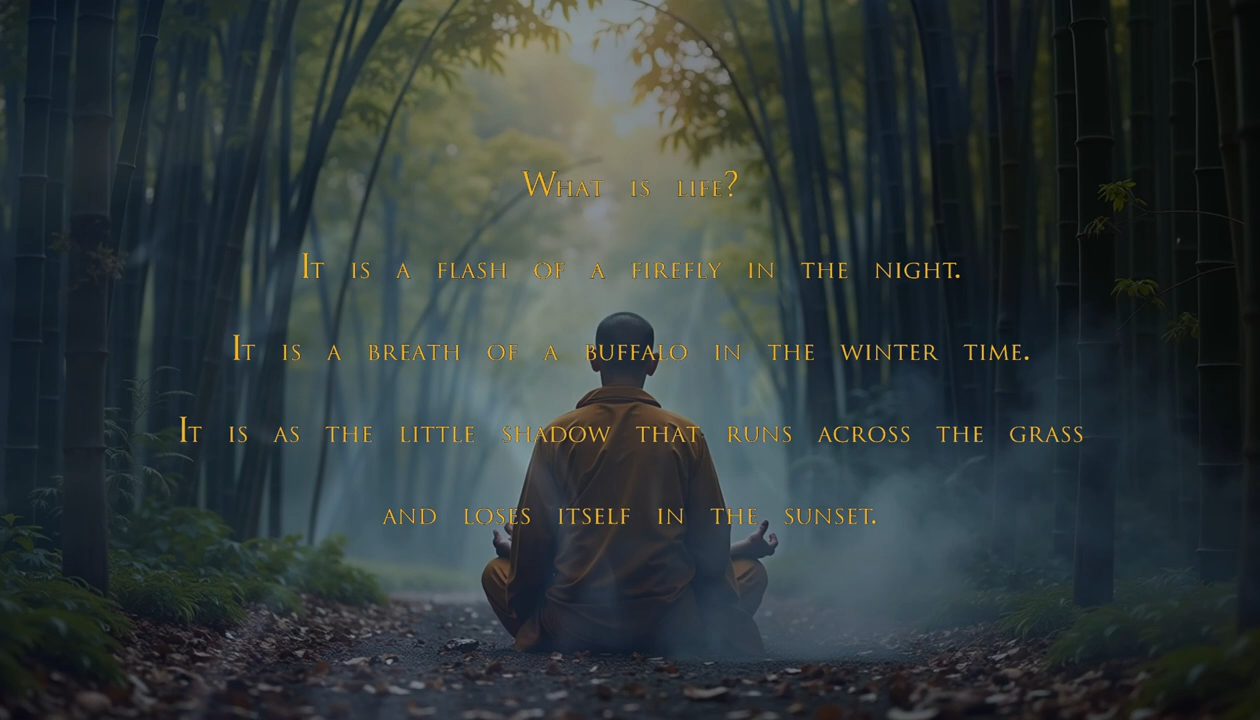 What is life?
It is a flash of a firefly in the night.
It is a breath of a buffalo in the winter time.
It is as the little shadow that runs across the grass
and loses itself in the sunset.